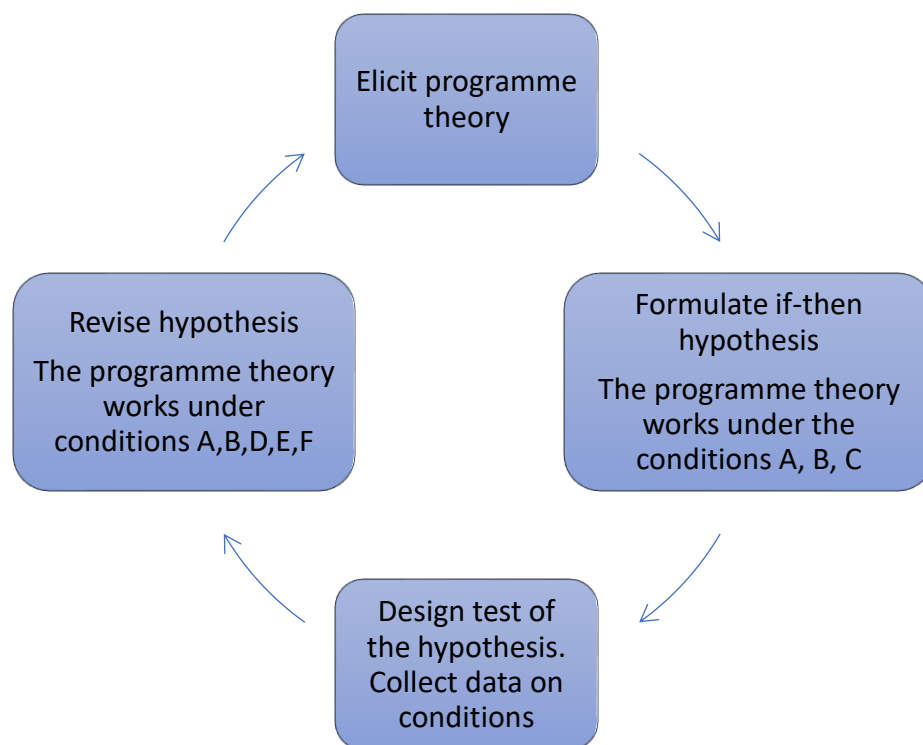 Elicit programme
theory
Formulate if-then
hypothesis
The programme theory
works under the
conditions A, B, C
Design test of
the hypothesis.
Collect data on
conditions
Revise hypothesis
The programme theory
works under
conditions A,B,D,E,F